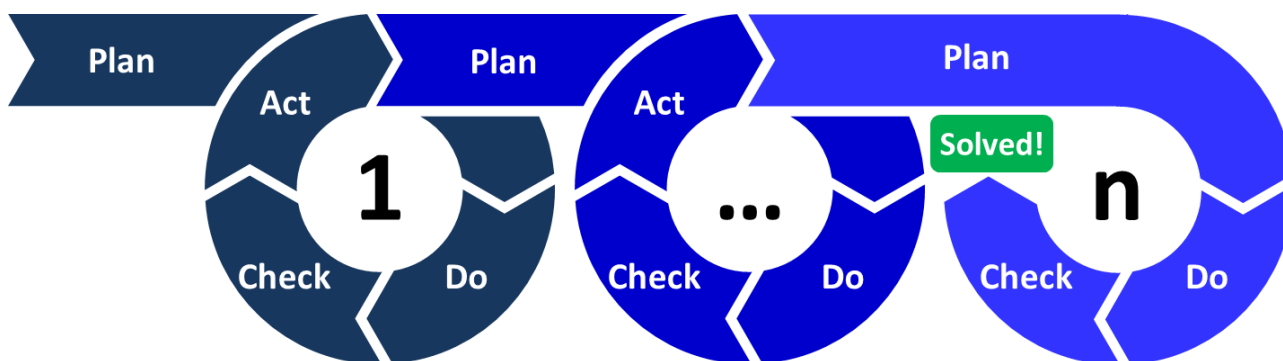 Plan
Act
1
Check
Do
Plan
Act
...
Check
Do
Plan
Solved!
n
Check
Do